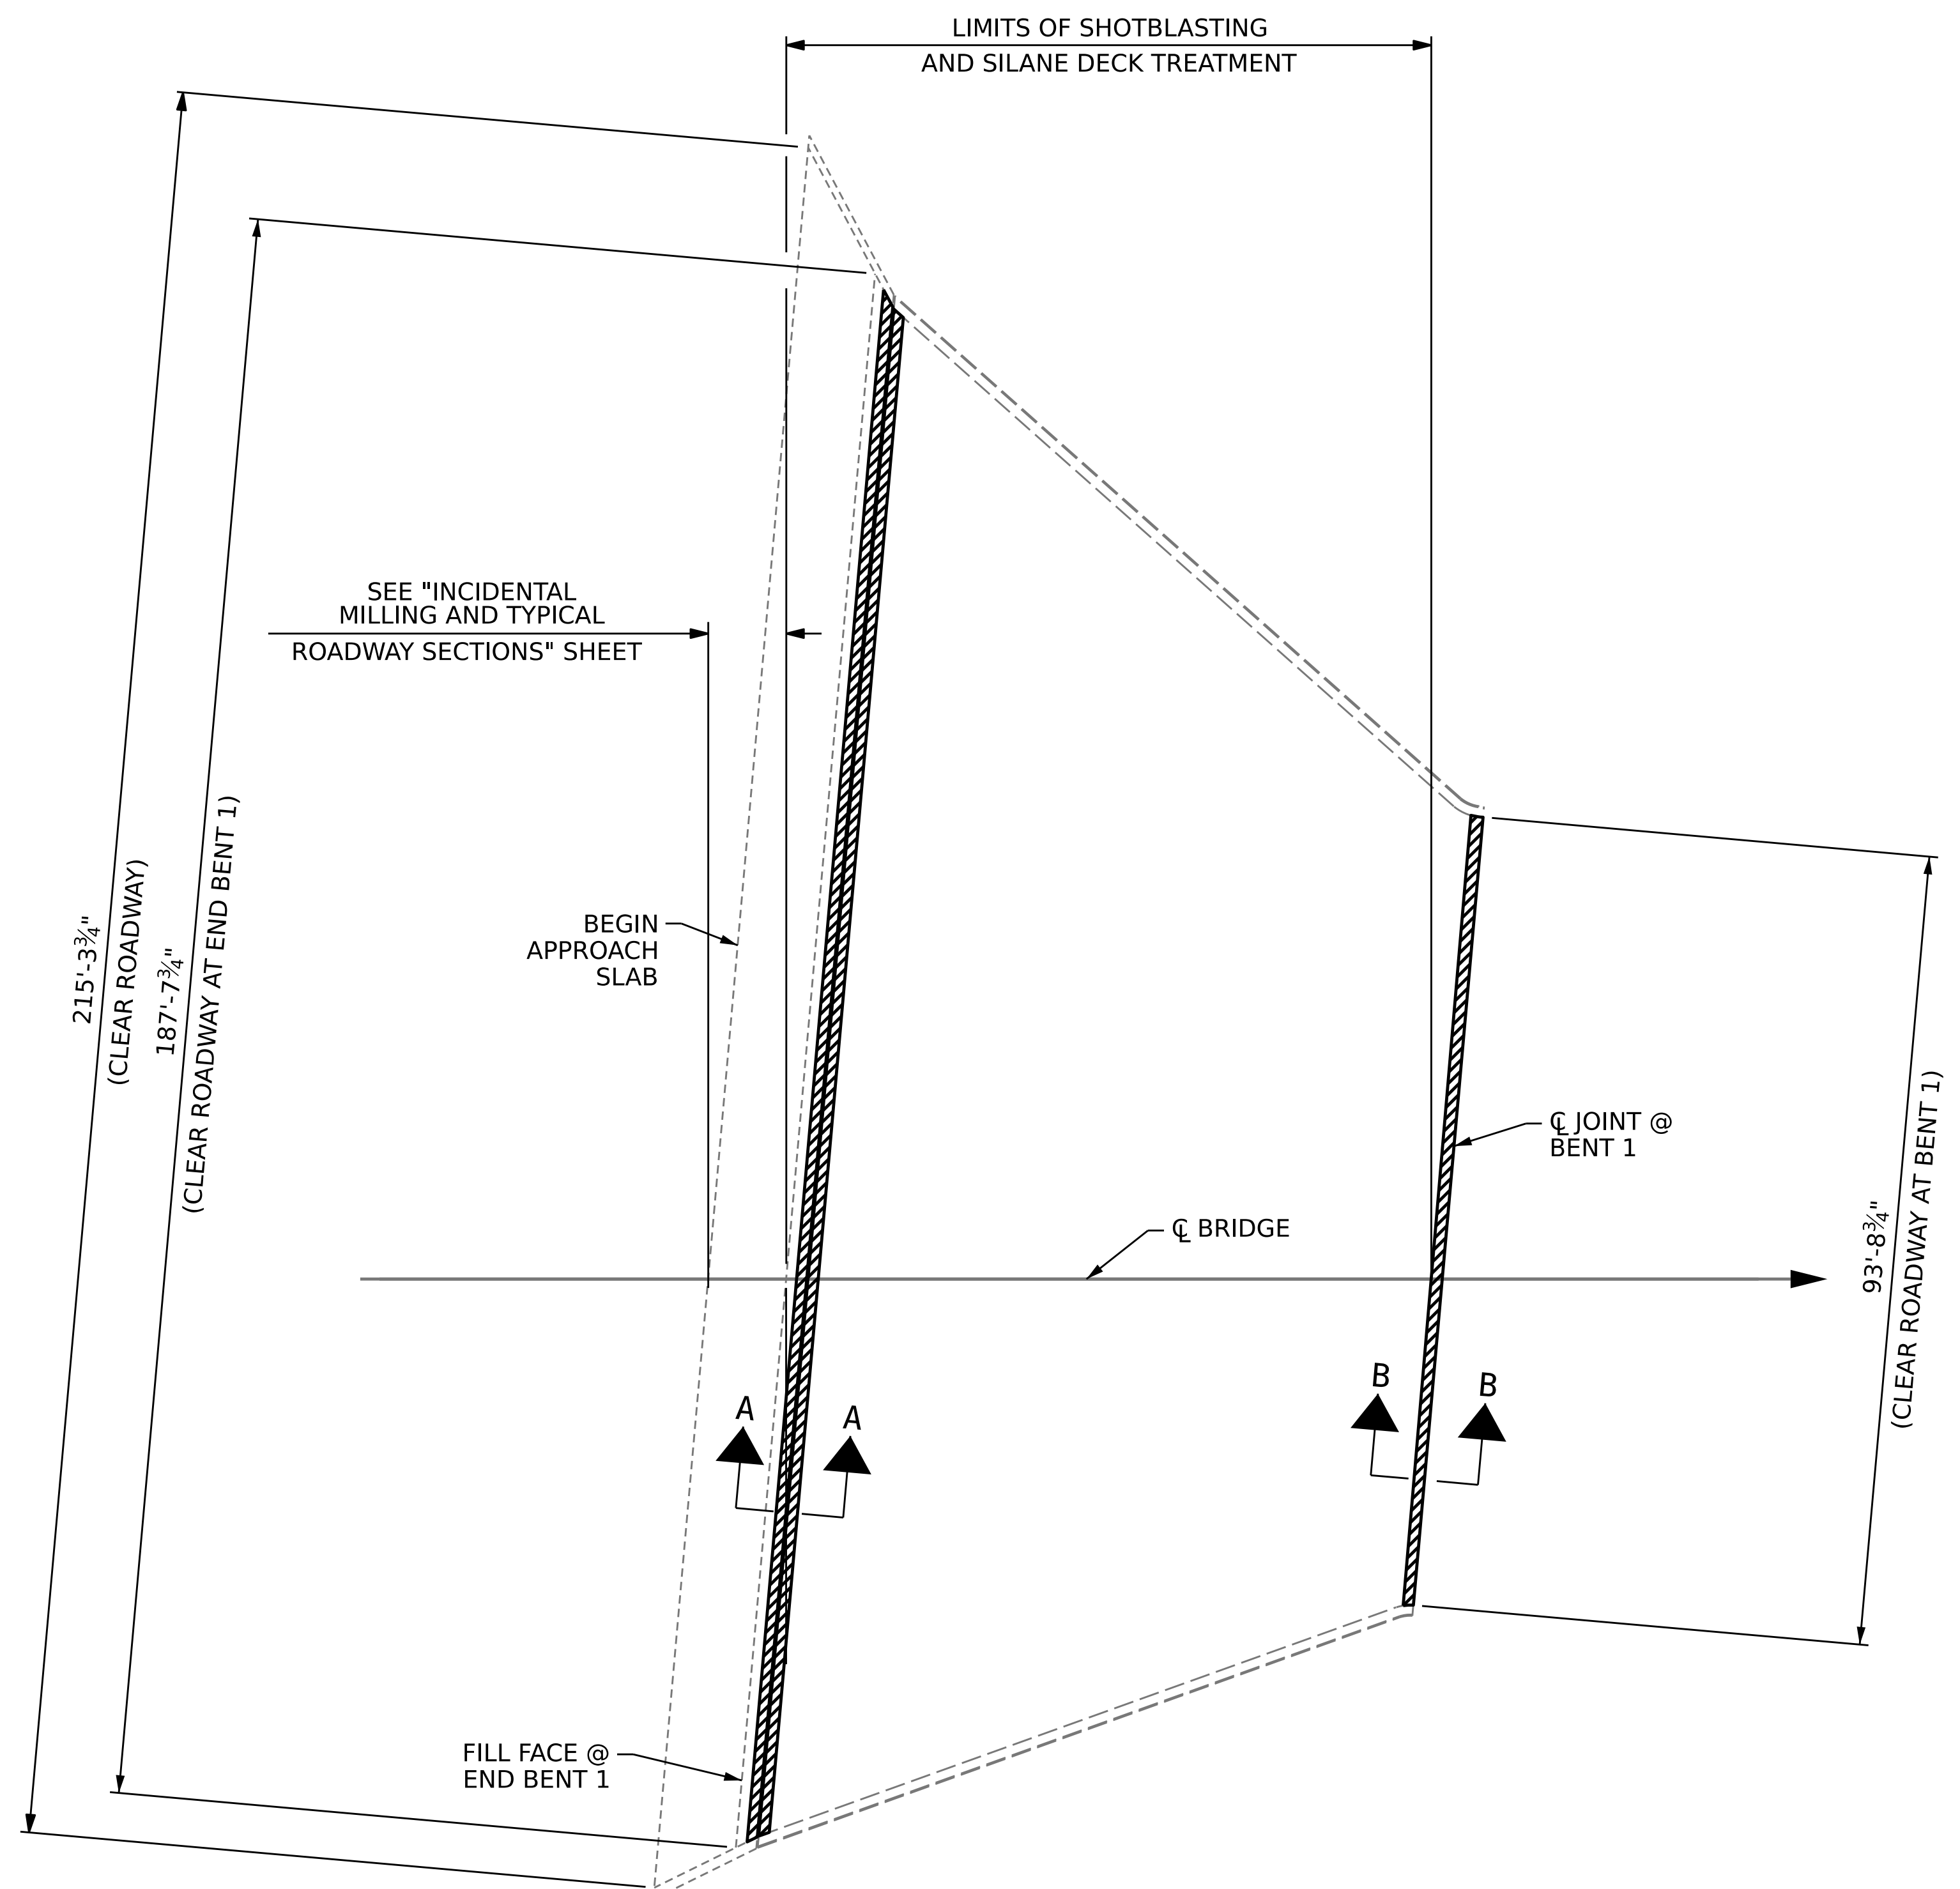 LIMITS OF SHOTBLASTING
AND SILANE DECK TREATMENT
SEE "INCIDENTAL
MILLING AND TYPICAL
ROADWAY SECTIONS" SHEET
215'-3¾"
(CLEAR ROADWAY)
187'-7¾"
(CLEAR ROADWAY AT END BENT 1)
BEGIN
APPROACH
SLAB
℄ JOINT @
BENT 1
℄ BRIDGE
93'-8¾"
(CLEAR ROADWAY AT BENT 1)
A
A
B
B
FILL FACE @
END BENT 1